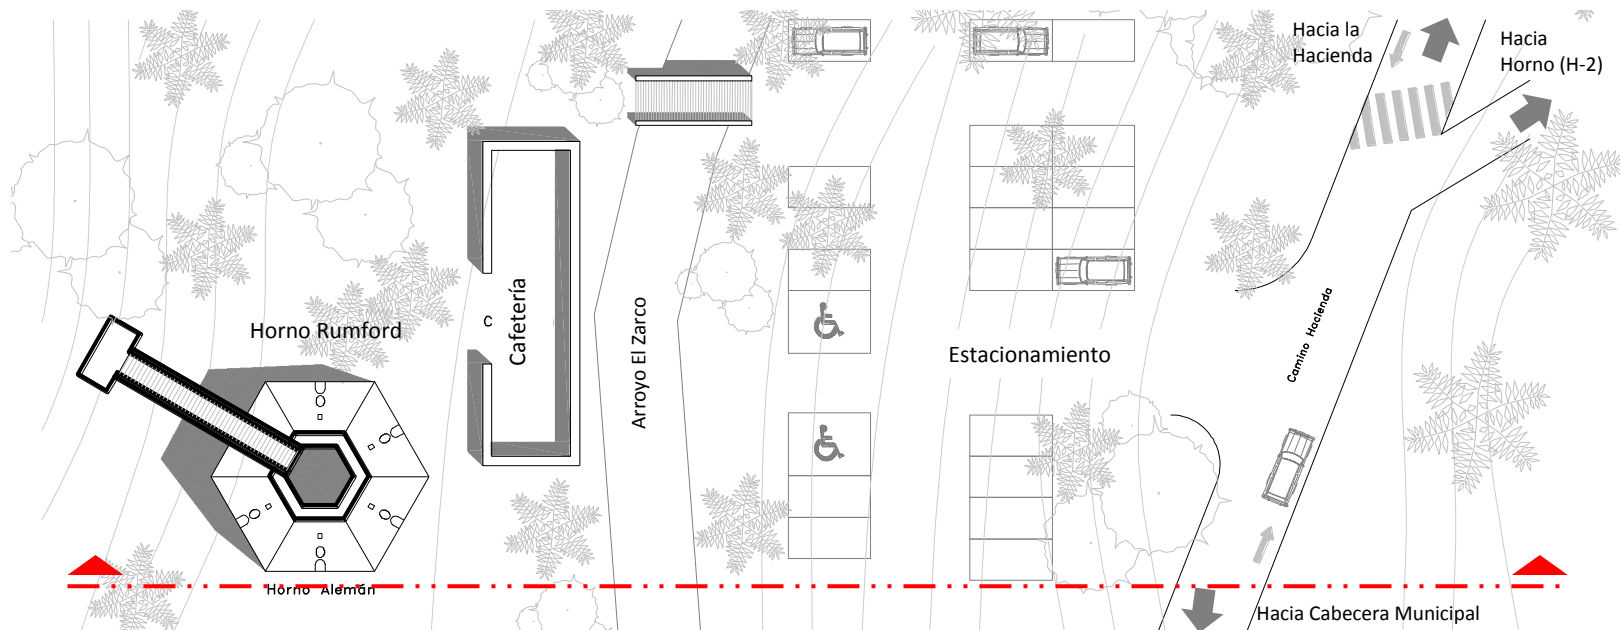 Hacia la
Hacienda
Hacia
Horno (H-2)
Horno Rumford
C
Cafetería
Arroyo El Zarco
Estacionamiento
Camino Hacienda
Horno Alemán
Hacia Cabecera Municipal